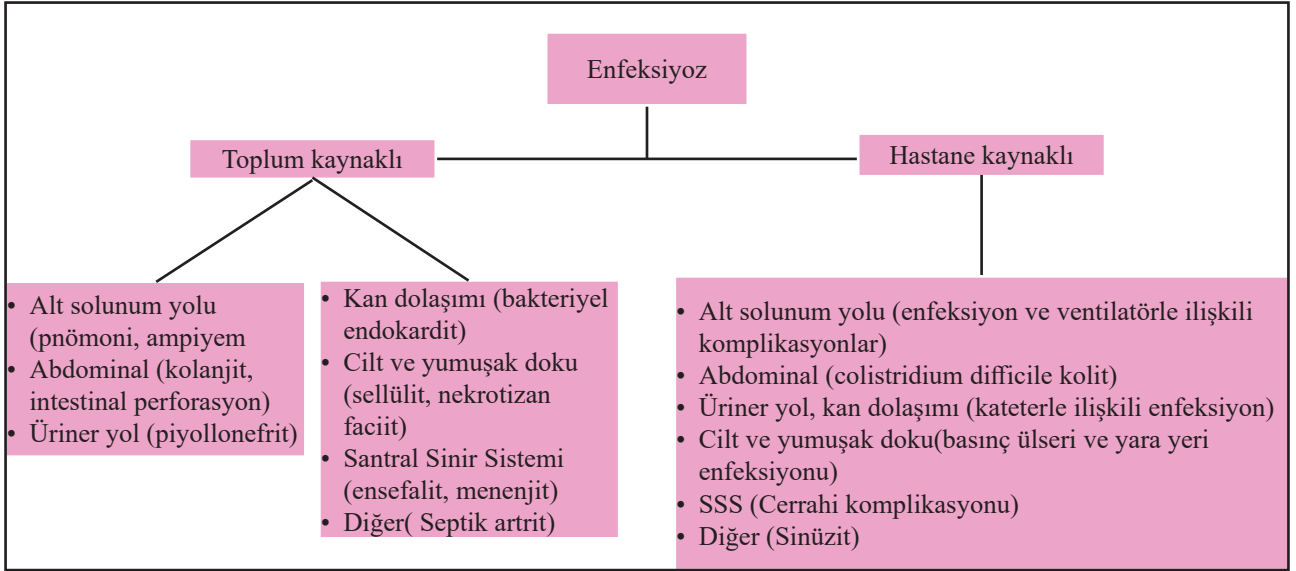 Enfeksiyoz
Toplum kaynaklı
Hastane kaynaklı
• Alt solunum yolu
(pnömoni, ampiyem
• Abdominal (kolanjit,
intestinal perforasyon)
• Üriner yol (piyollonefrit)
• Kan dolaşımı (bakteriyel
endokardit)
• Cilt ve yumuşak doku
(sellülit, nekrotizan
faciit)
• Santral Sinir Sistemi
(ensefalit, menenjit)
• Diğer( Septik artrit)
• Alt solunum yolu (enfeksiyon ve ventilatörle ilişkili
komplikasyonlar)
• Abdominal (colistridium difficile kolit)
• Üriner yol, kan dolaşımı (kateterle ilişkili enfeksiyon)
• Cilt ve yumuşak doku(basınç ülseri ve yara yeri
enfeksiyonu)
• SSS (Cerrahi komplikasyonu)
• Diğer (Sinüzit)